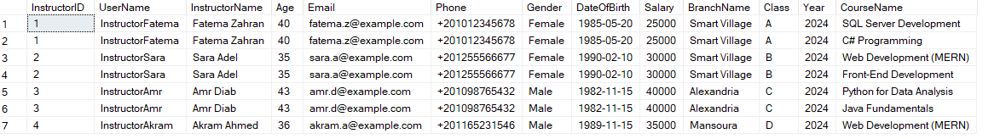 InstructorID UserName InstructorName Age Email Phone Gender DateOfBirth Salary BranchName Class Year CourseName
1 1 InstructorFatema Fatema Zahran 40 fatema.z@example.com +201012345678 Female 1985-05-20 25000 Smart Village A 2024 SQL Server Development
2 1 InstructorFatema Fatema Zahran 40 fatema.z@example.com +201012345678 Female 1985-05-20 25000 Smart Village A 2024 C# Programming
3 2 InstructorSara Sara Adel 35 sara.a@example.com +201255566677 Female 1990-02-10 30000 Smart Village B 2024 Web Development (MERN)
4 2 InstructorSara Sara Adel 35 sara.a@example.com +201255566677 Female 1990-02-10 30000 Smart Village B 2024 Front-End Development
5 3 InstructorAmr Amr Diab 43 amr.d@example.com +201098765432 Male 1982-11-15 40000 Alexandria C 2024 Python for Data Analysis
6 3 InstructorAmr Amr Diab 43 amr.d@example.com +201098765432 Male 1982-11-15 40000 Alexandria C 2024 Java Fundamentals
7 4 InstructorAkram Akram Ahmed 36 akram.a@example.com +201165231546 Male 1989-11-15 35000 Mansoura D 2024 Web Development (MERN)